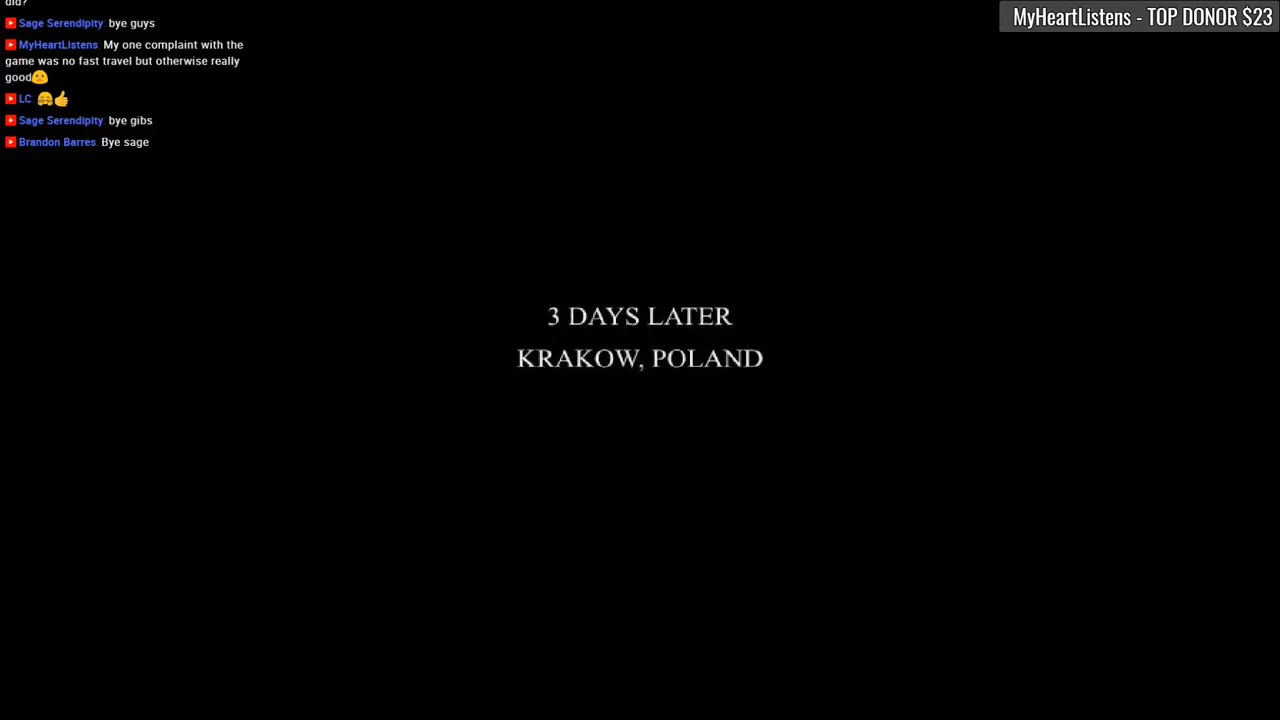 did?
Sage Serendipity: bye guys
MyHeartListens: My one complaint with the
game was no fast travel but otherwise really
good
LC:
Sage Serendipity: bye gibs
Brandon Barres: Bye sage
MyHeartListens - TOP DONOR $23
3 DAYS LATER
KRAKOW, POLAND